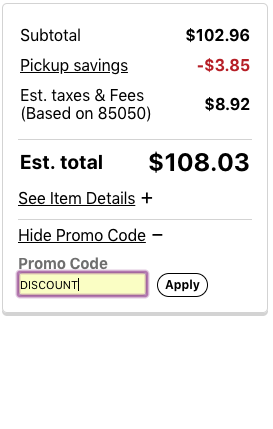 Subtotal $102.96
Pickup savings -$3.85
Est. taxes & Fees
(Based on 85050) $8.92
Est. total $108.03
See Item Details +
Hide Promo Code −
Promo Code
DISCOUNT Apply